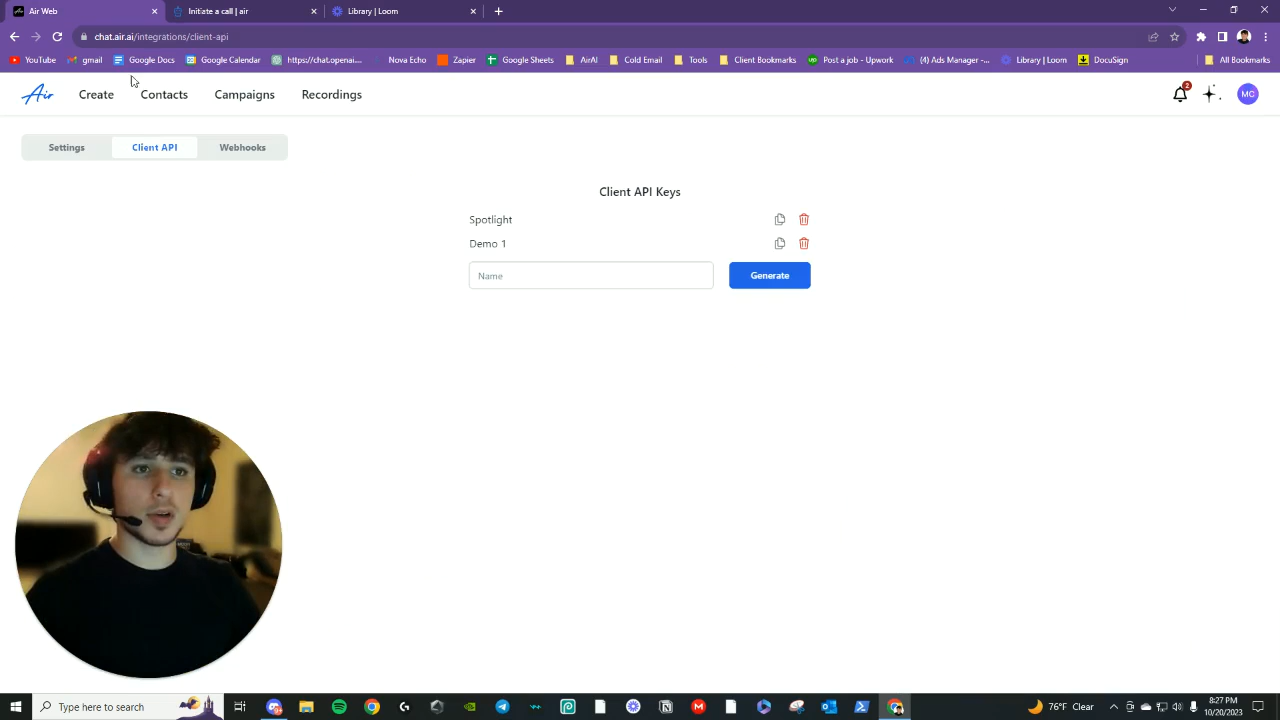 Air Web
Initiate a call | air
Library | Loom
chat.air.ai/integrations/client-api
YouTube
gmail
Google Docs
Google Calendar
https://chat.openai....
Nova Echo
Zapier
Google Sheets
AirAI
Cold Email
Tools
Client Bookmarks
Post a job - Upwork
(4) Ads Manager -...
Library | Loom
DocuSign
All Bookmarks
Air
Create
Contacts
Campaigns
Recordings
2
MC
Settings
Client API
Webhooks
Client API Keys
Spotlight
Demo 1
Name
Generate
Type here to search
76°F Clear
8:27 PM
10/20/2023